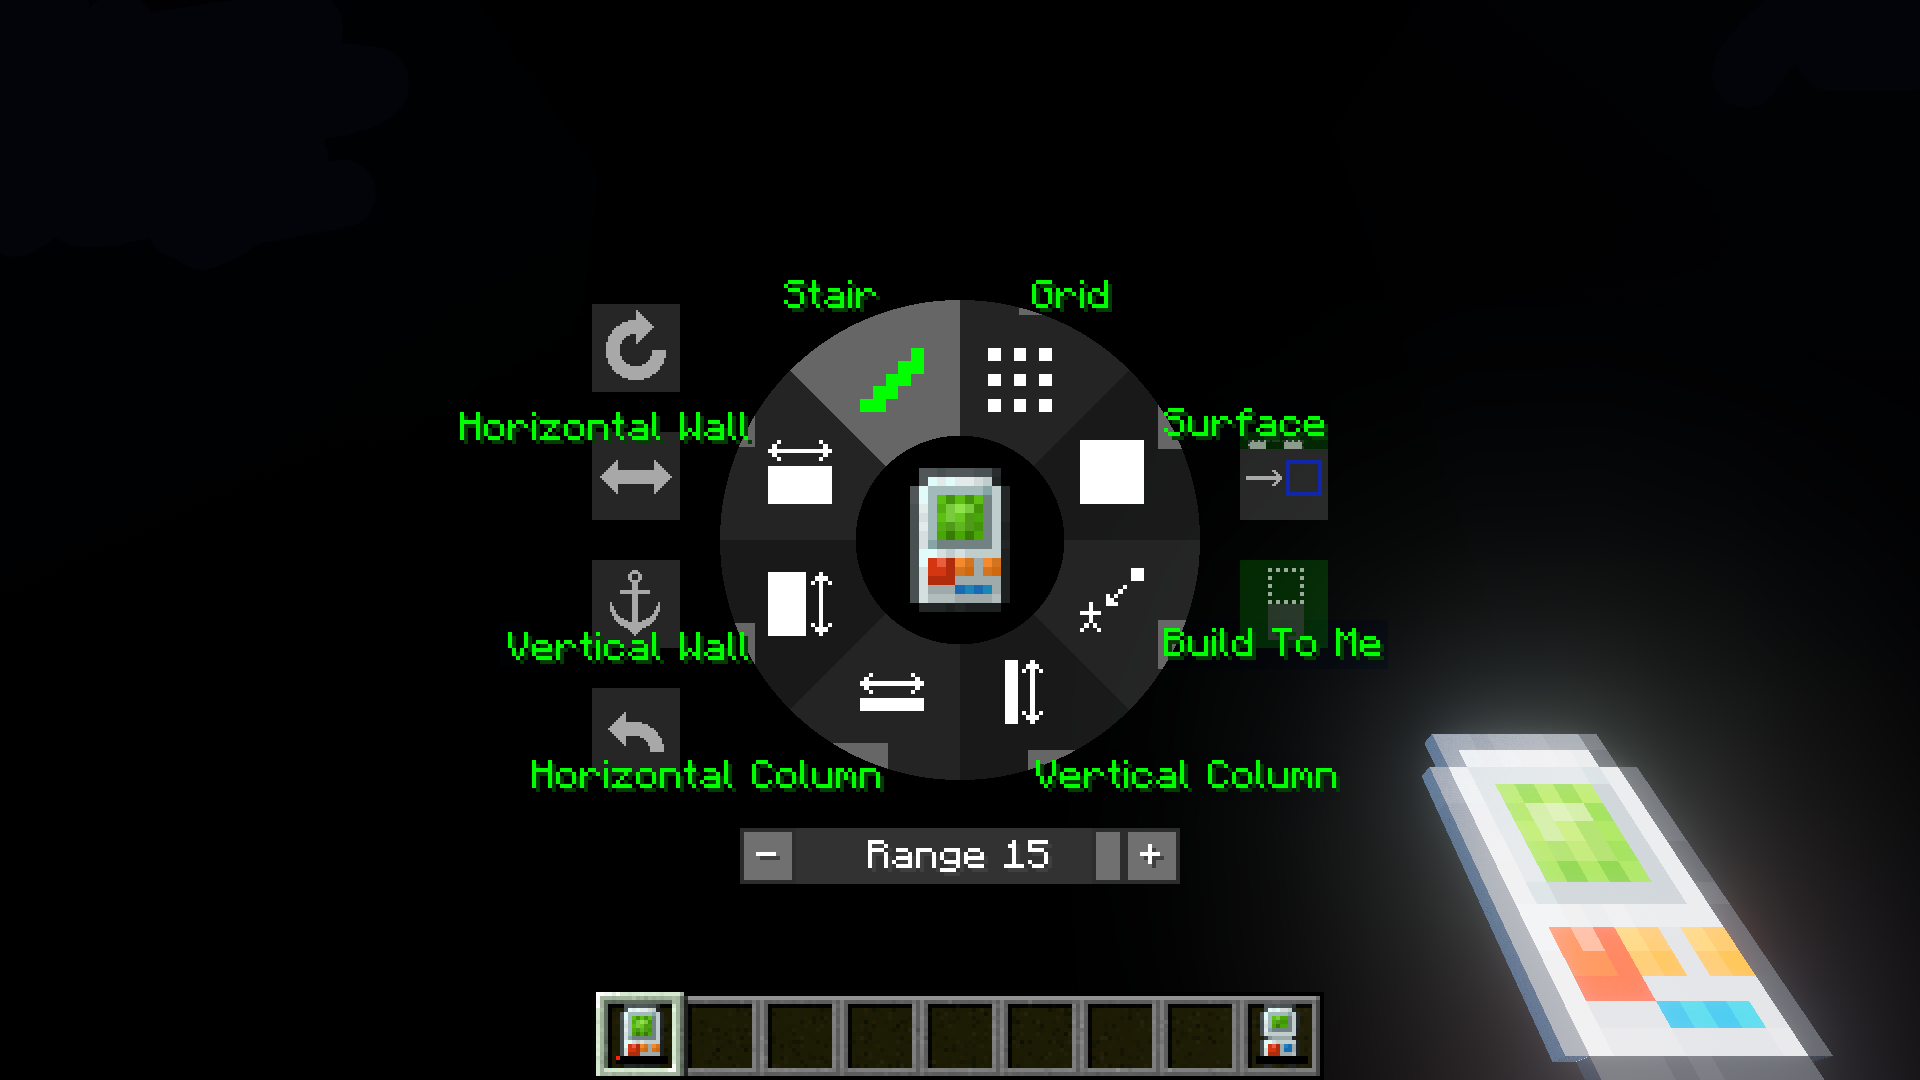 Stair
Grid
Horizontal Wall
Surface
Vertical Wall
Build To Me
Horizontal Column
Vertical Column
- Range 15 +